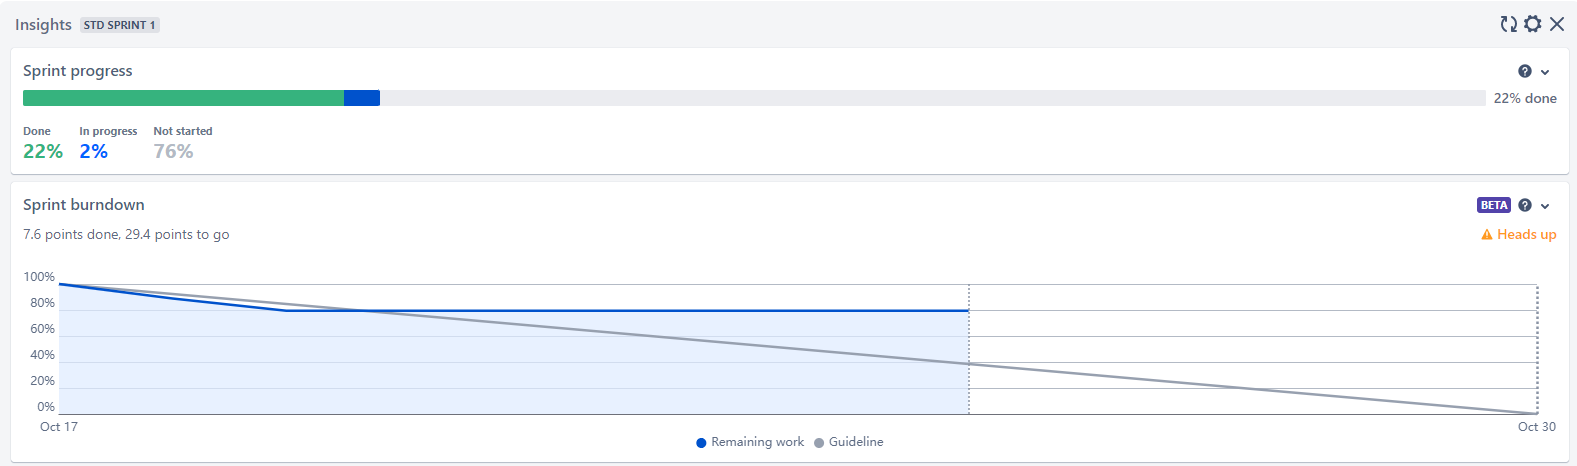 Insights STD SPRINT 1
Sprint progress
22% done
Done In progress Not started
22% 2% 76%
Sprint burndown BETA
7.6 points done, 29.4 points to go Heads up
100%
80%
60%
40%
20%
0%
Oct 17 Oct 30
Remaining work Guideline